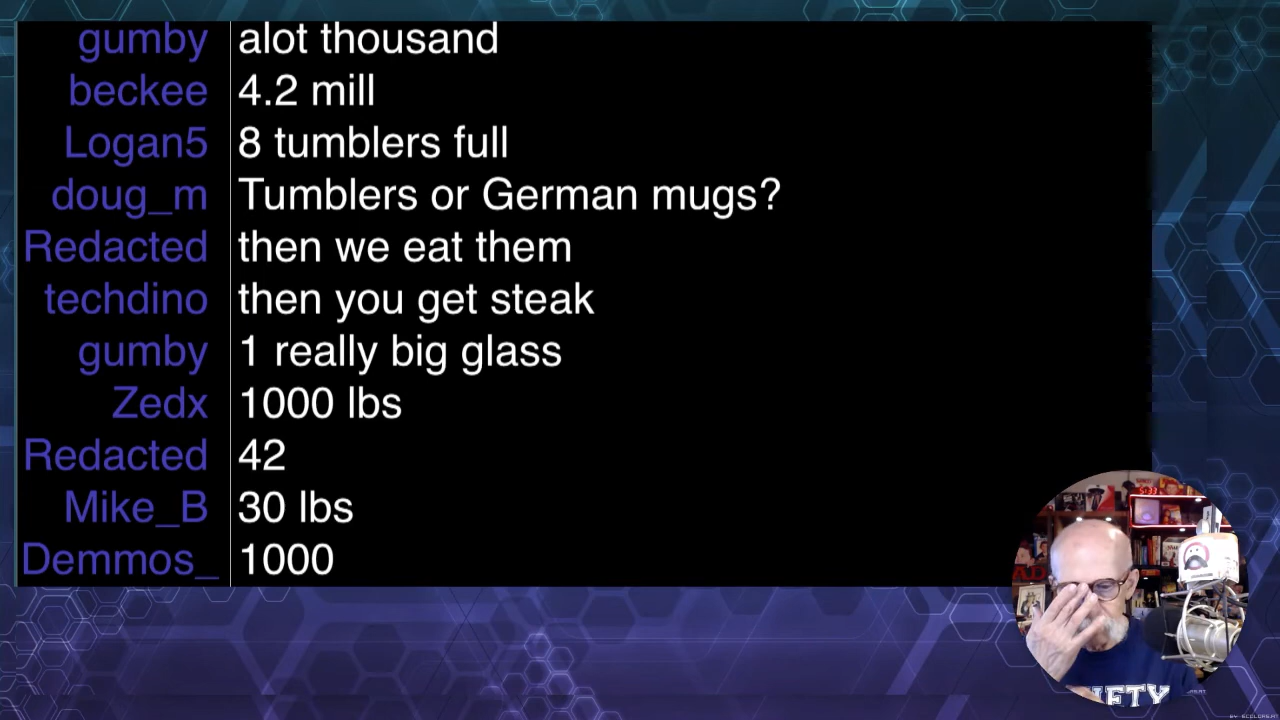 gumby alot thousand
beckee 4.2 mill
Logan5 8 tumblers full
doug_m Tumblers or German mugs?
Redacted then we eat them
techdino then you get steak
gumby 1 really big glass
Zedx 1000 lbs
Redacted 42
Mike_B 30 lbs
Demmos_ 1000